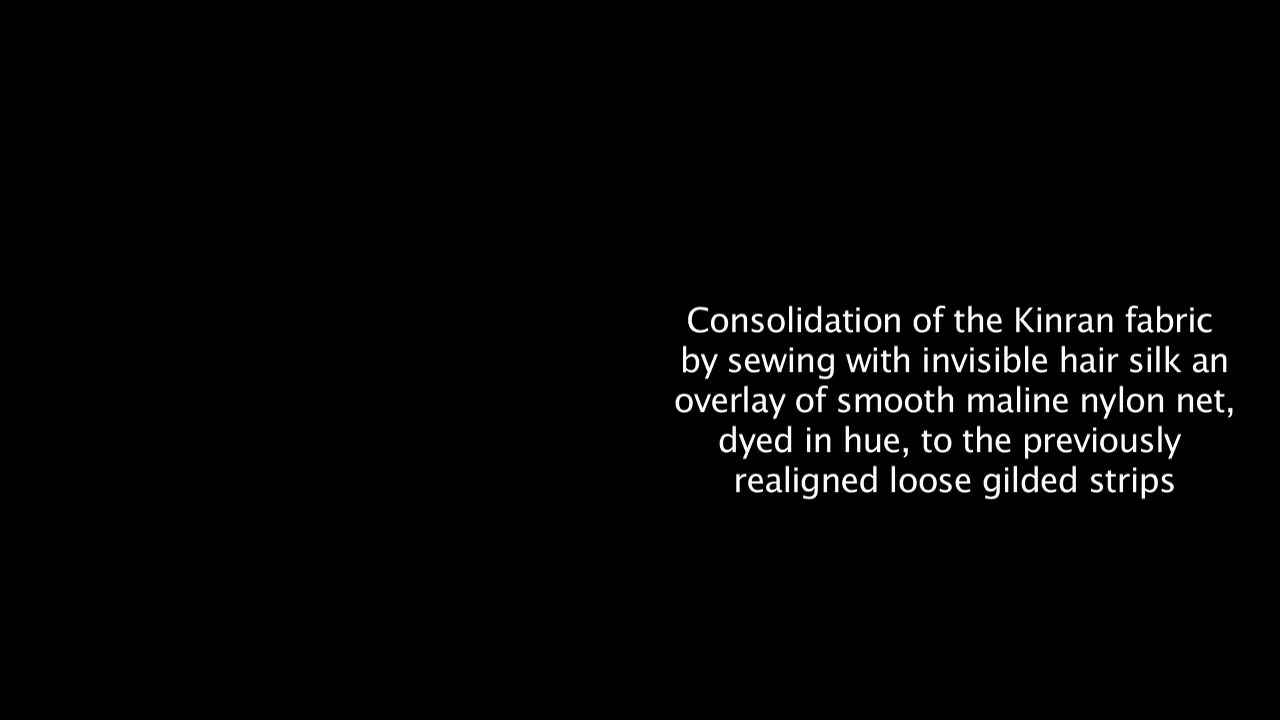 Consolidation of the Kinran fabric
by sewing with invisible hair silk an
overlay of smooth maline nylon net,
dyed in hue, to the previously
realigned loose gilded strips